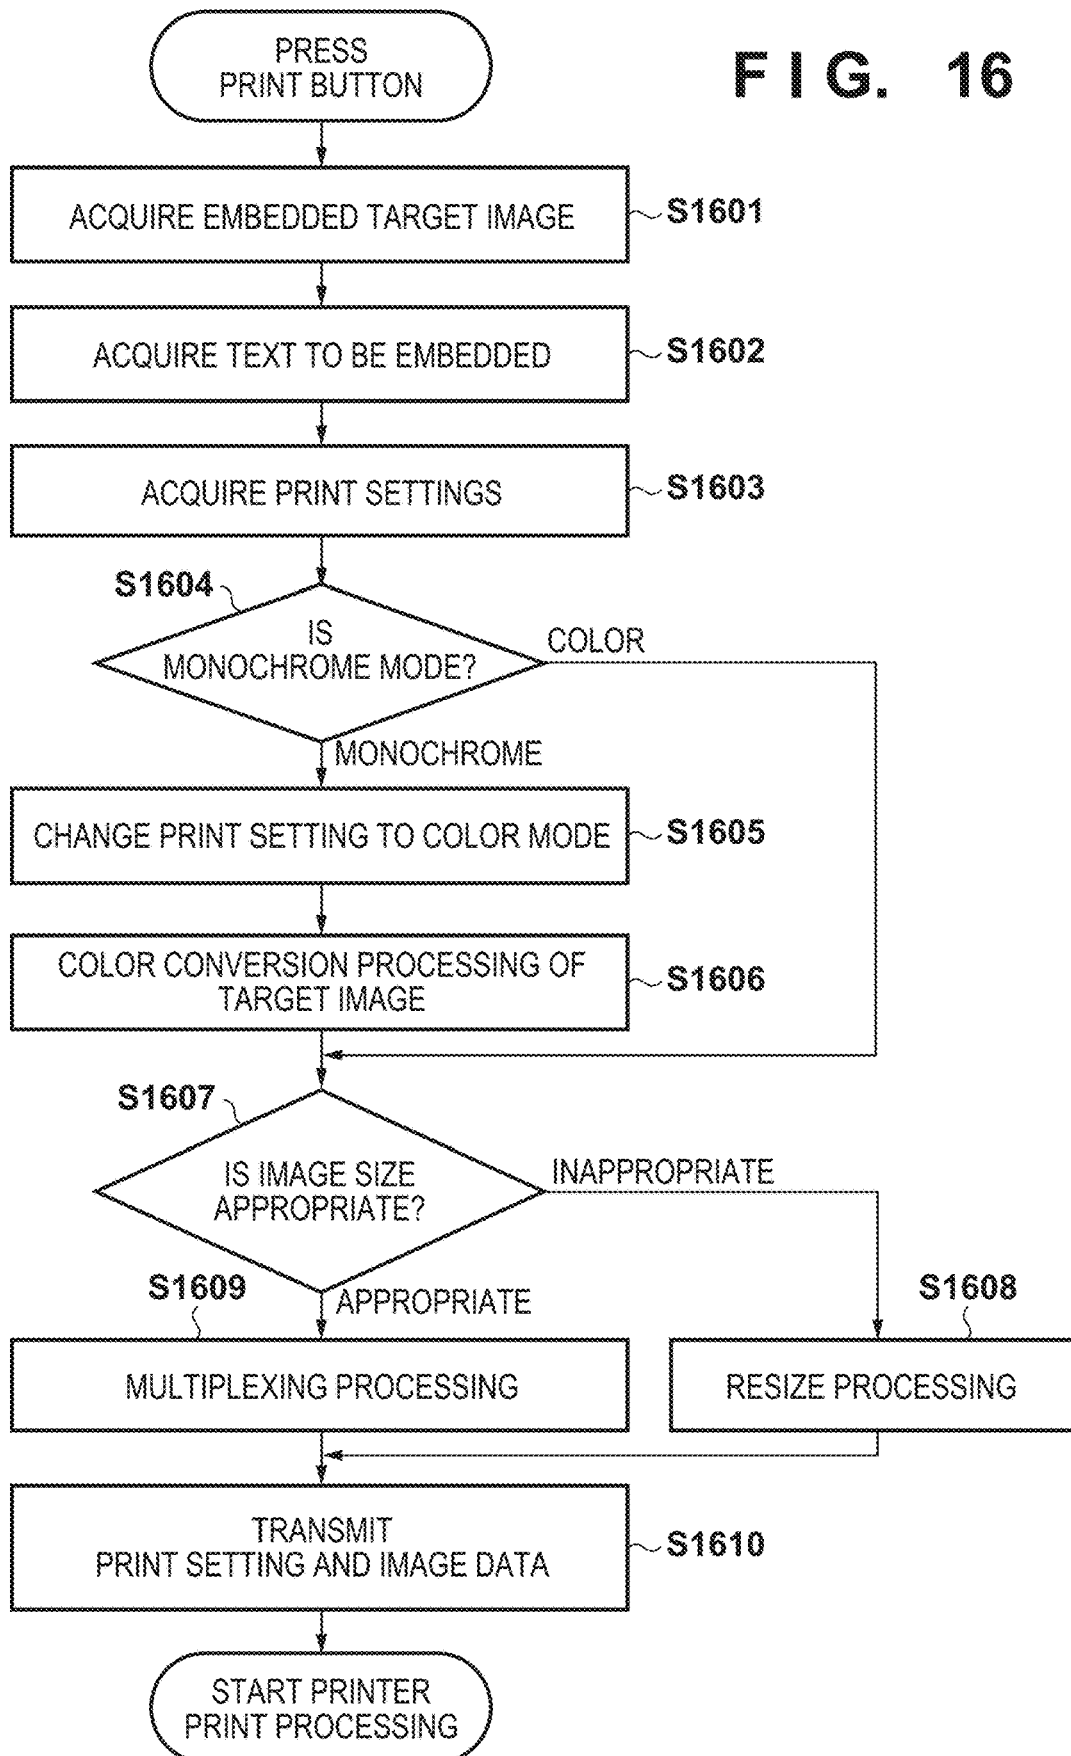 PRESS
PRINT BUTTON
F I G. 16
ACQUIRE EMBEDDED TARGET IMAGE
S1601
ACQUIRE TEXT TO BE EMBEDDED
S1602
ACQUIRE PRINT SETTINGS
S1603
S1604
IS
MONOCHROME MODE?
COLOR
MONOCHROME
CHANGE PRINT SETTING TO COLOR MODE
S1605
COLOR CONVERSION PROCESSING OF
TARGET IMAGE
S1606
S1607
IS IMAGE SIZE
APPROPRIATE?
INAPPROPRIATE
APPROPRIATE
S1609
MULTIPLEXING PROCESSING
S1608
RESIZE PROCESSING
TRANSMIT
PRINT SETTING AND IMAGE DATA
S1610
START PRINTER
PRINT PROCESSING